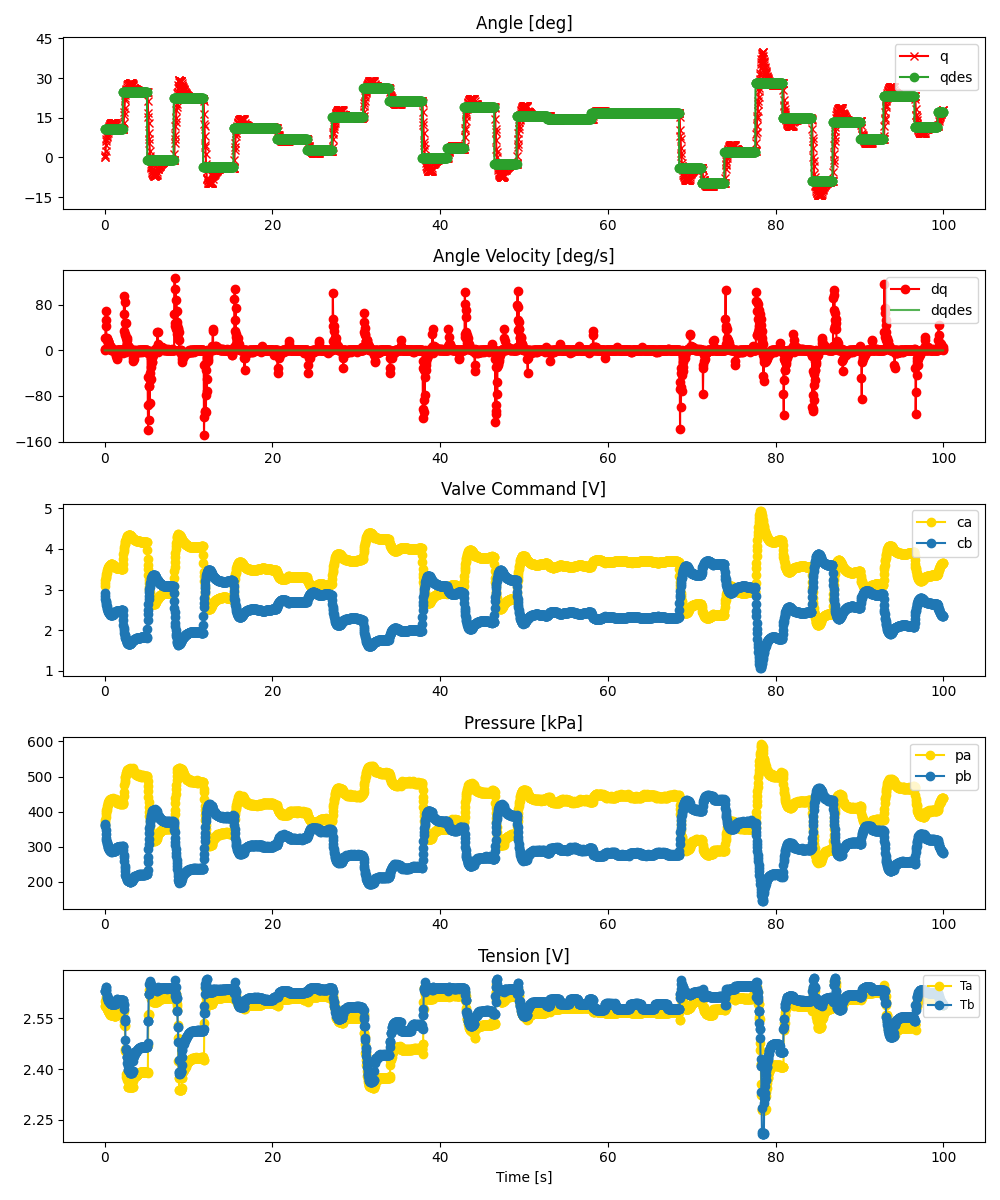 Angle [deg]
45
30
15
0
−15
q
qdes
0 20 40 60 80 100
Angle Velocity [deg/s]
80
0
−80
−160
dq
dqdes
0 20 40 60 80 100
Valve Command [V]
5
4
3
2
1
ca
cb
0 20 40 60 80 100
Pressure [kPa]
600
500
400
300
200
pa
pb
0 20 40 60 80 100
Tension [V]
2.55
2.40
2.25
Ta
Tb
0 20 40 60 80 100
Time [s]